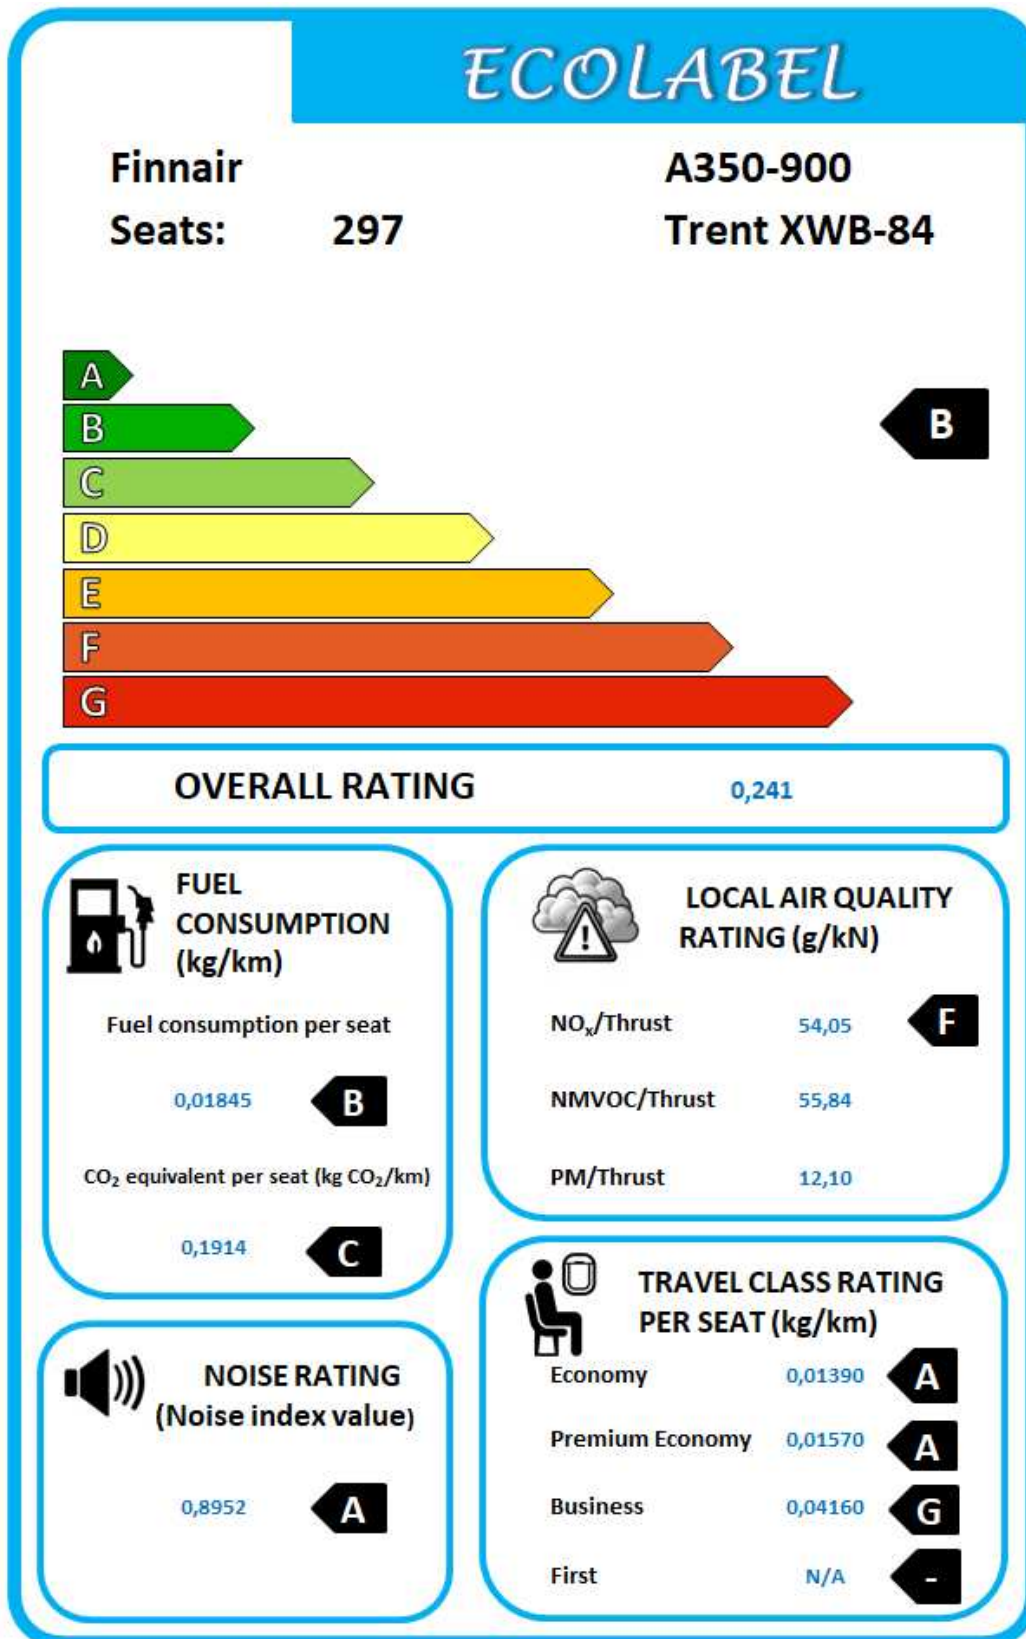 ECOLABEL
Finnair A350-900
Seats: 297 Trent XWB-84
A
B B
C
D
E
F
G
OVERALL RATING 0,241
FUEL
CONSUMPTION
(kg/km)
Fuel consumption per seat
0,01845 B
CO₂ equivalent per seat (kg CO₂/km)
0,1914 C
LOCAL AIR QUALITY
RATING (g/kN)
NOₓ/Thrust 54,05 F
NMVOC/Thrust 55,84
PM/Thrust 12,10
NOISE RATING
(Noise index value)
0,8952 A
TRAVEL CLASS RATING
PER SEAT (kg/km)
Economy 0,01390 A
Premium Economy 0,01570 A
Business 0,04160 G
First N/A -